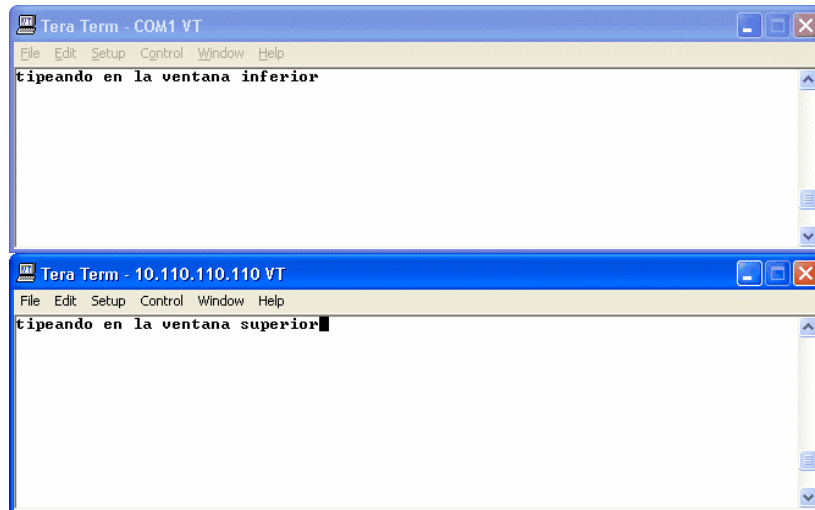 Tera Term - COM1 VT
File Edit Setup Control Window Help
tipeando en la ventana inferior
Tera Term - 10.110.110.110 VT
File Edit Setup Control Window Help
tipeando en la ventana superior